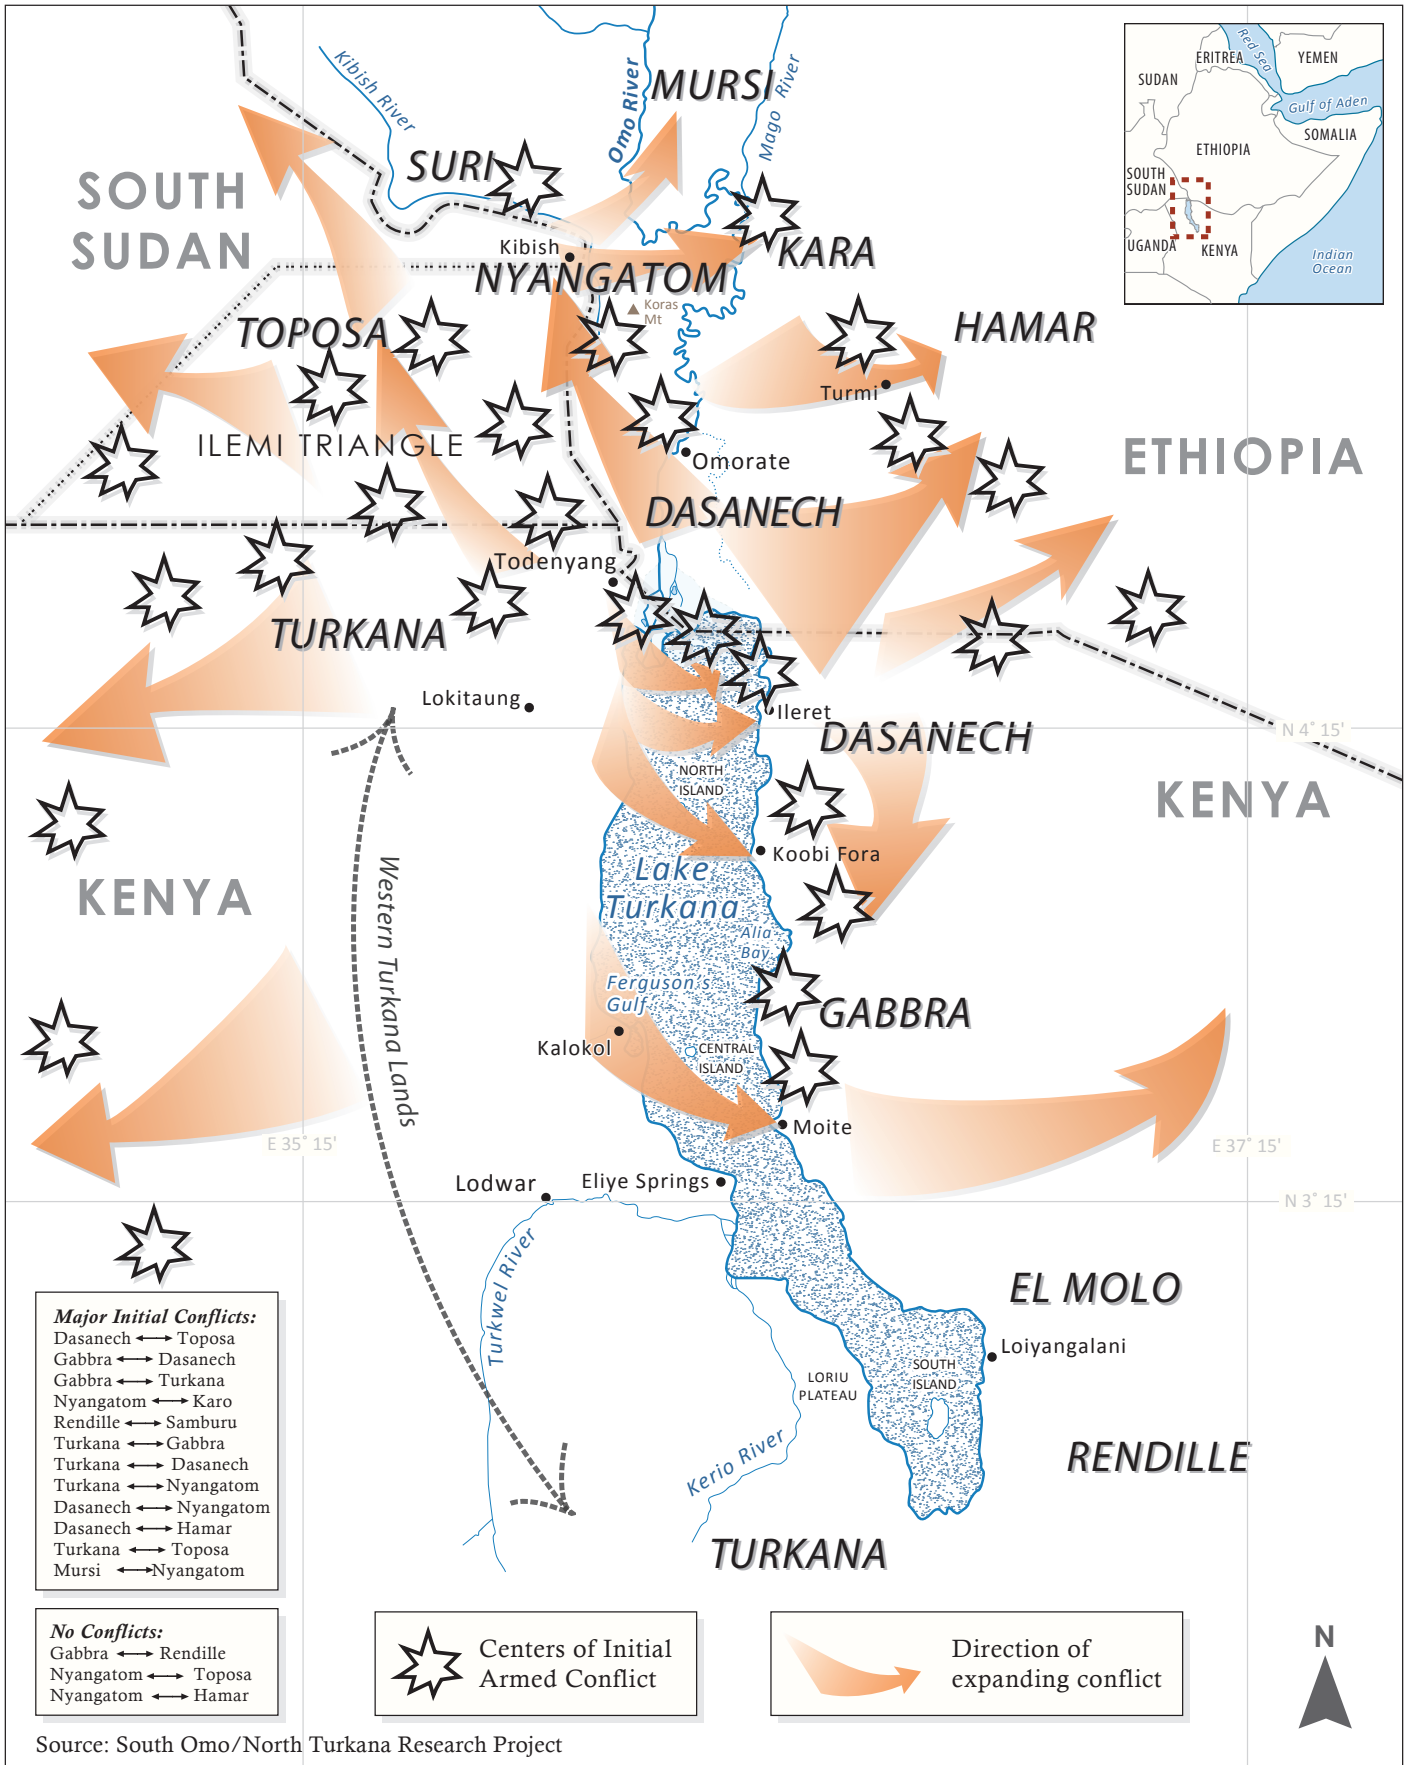 Kibish River
Omo River
MURSI
Mago River
SURI
SOUTH
SUDAN
Kibish
NYANGATOM
KARA
Koras
Mt
TOPOSA
HAMAR
Turmi
ILEMI TRIANGLE
Omorate
ETHIOPIA
DASANECH
Todenyang
TURKANA
Lokitaung
Ileret
DASANECH
N 4° 15'
NORTH
ISLAND
KENYA
Koobi Fora
Lake
Turkana
KENYA
Western Turkana Lands
Alia
Bay
Ferguson's
Gulf
GABBRA
Kalokol
CENTRAL
ISLAND
Moite
E 35° 15'
E 37° 15'
Lodwar
Eliye Springs
N 3° 15'
Turkwel River
EL MOLO
Loiyangalani
SOUTH
ISLAND
LORIU
PLATEAU
Kerio River
RENDILLE
TURKANA
ERITREA
Red Sea
YEMEN
SUDAN
Gulf of Aden
SOMALIA
ETHIOPIA
SOUTH
SUDAN
UGANDA
KENYA
Indian
Ocean
Major Initial Conflicts:
Dasanech ⟷ Toposa
Gabbra ⟷ Dasanech
Gabbra ⟷ Turkana
Nyangatom ⟷ Karo
Rendille ⟷ Samburu
Turkana ⟷ Gabbra
Turkana ⟷ Dasanech
Turkana ⟷ Nyangatom
Dasanech ⟷ Nyangatom
Dasanech ⟷ Hamar
Turkana ⟷ Toposa
Mursi ⟷ Nyangatom
No Conflicts:
Gabbra ⟷ Rendille
Nyangatom ⟷ Toposa
Nyangatom ⟷ Hamar
Centers of Initial
Armed Conflict
Direction of
expanding conflict
N
Source: South Omo/North Turkana Research Project